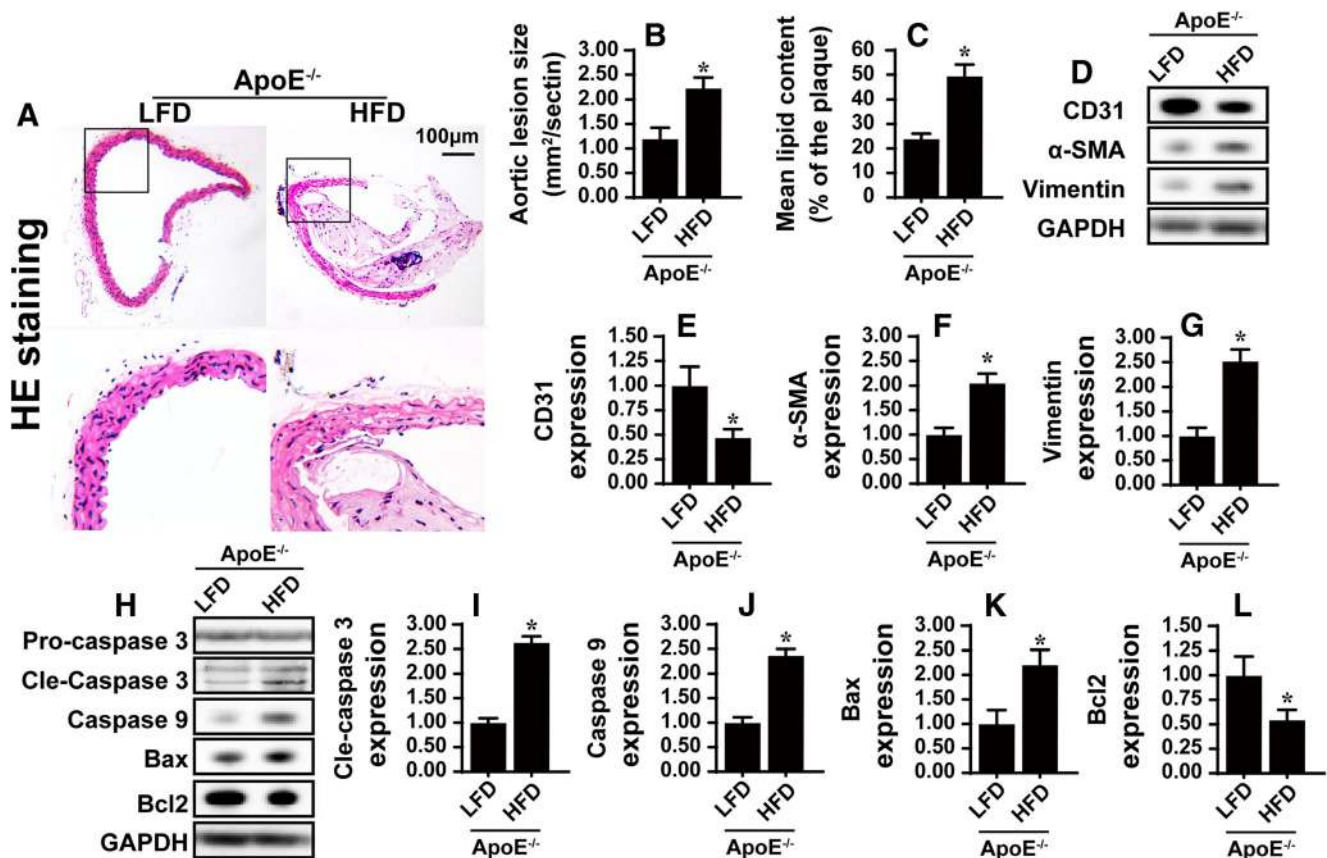 A
ApoE-/-
LFD HFD
100μm
HE staining
B
Aortic lesion size
(mm²/sectin)
3.00
2.50
2.00
1.50
1.00
0.50
0.00
*
LFD HFD
ApoE-/-
C
Mean lipid content
(% of the plaque)
60
50
40
30
20
10
0
*
LFD HFD
ApoE-/-
D
ApoE-/-
LFD HFD
CD31
α-SMA
Vimentin
GAPDH
E
CD31
expression
1.50
1.25
1.00
0.75
0.50
0.25
0.00
*
LFD HFD
ApoE-/-
F
α-SMA
expression
3.00
2.50
2.00
1.50
1.00
0.50
0.00
*
LFD HFD
ApoE-/-
G
Vimentin
expression
3.00
2.50
2.00
1.50
1.00
0.50
0.00
*
LFD HFD
ApoE-/-
H
ApoE-/-
LFD HFD
Pro-caspase 3
Cle-Caspase 3
Caspase 9
Bax
Bcl2
GAPDH
I
Cle-caspase 3
expression
3.00
2.50
2.00
1.50
1.00
0.50
0.00
*
LFD HFD
ApoE-/-
J
Caspase 9
expression
3.00
2.50
2.00
1.50
1.00
0.50
0.00
*
LFD HFD
ApoE-/-
K
Bax
expression
3.00
2.50
2.00
1.50
1.00
0.50
0.00
*
LFD HFD
ApoE-/-
L
Bcl2
expression
1.50
1.25
1.00
0.75
0.50
0.25
0.00
*
LFD HFD
ApoE-/-